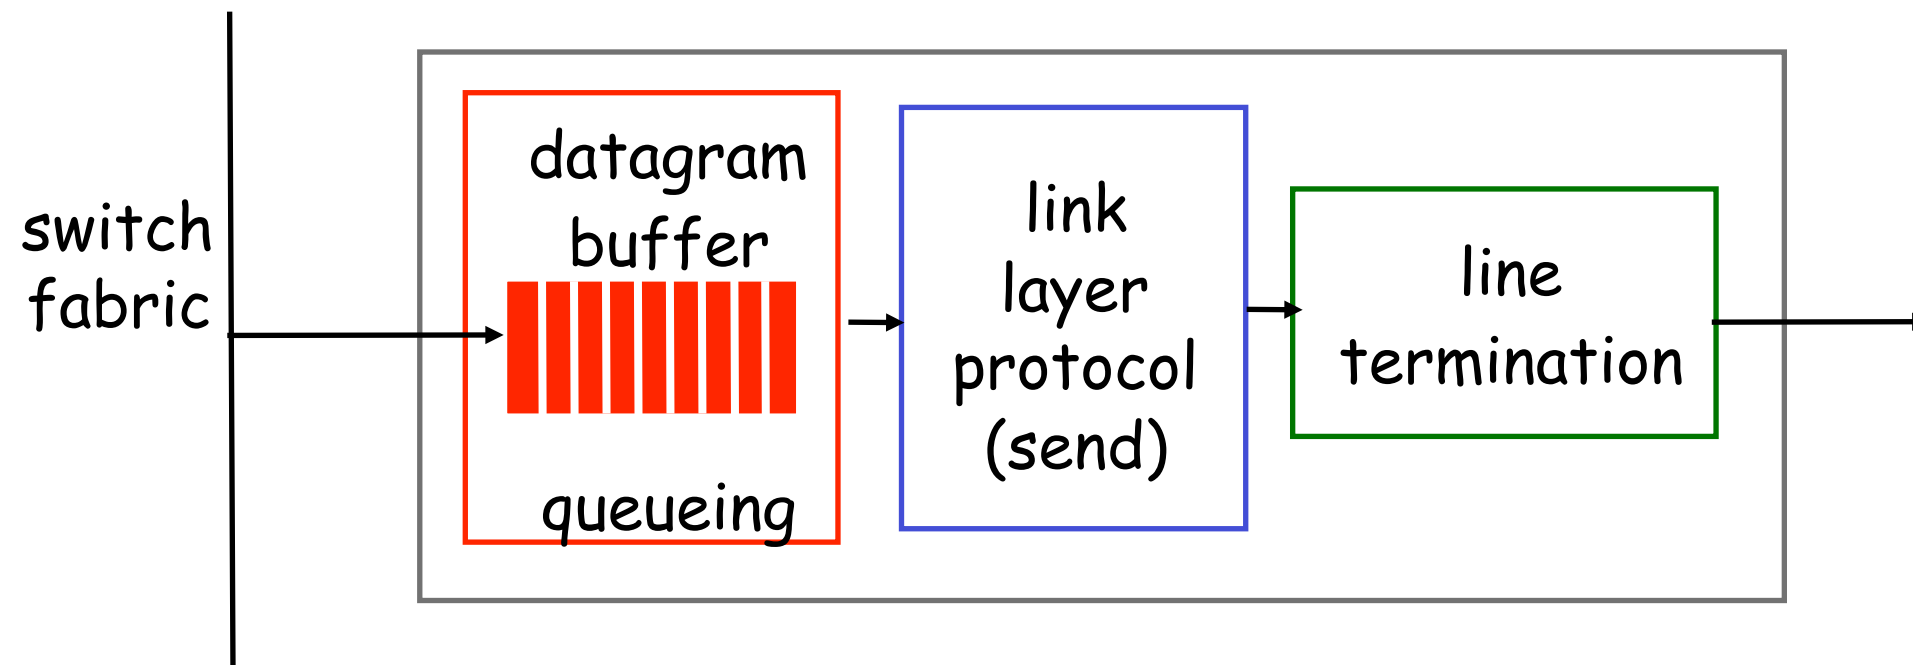 switch
fabric
datagram
buffer
queueing
link
layer
protocol
(send)
line
termination